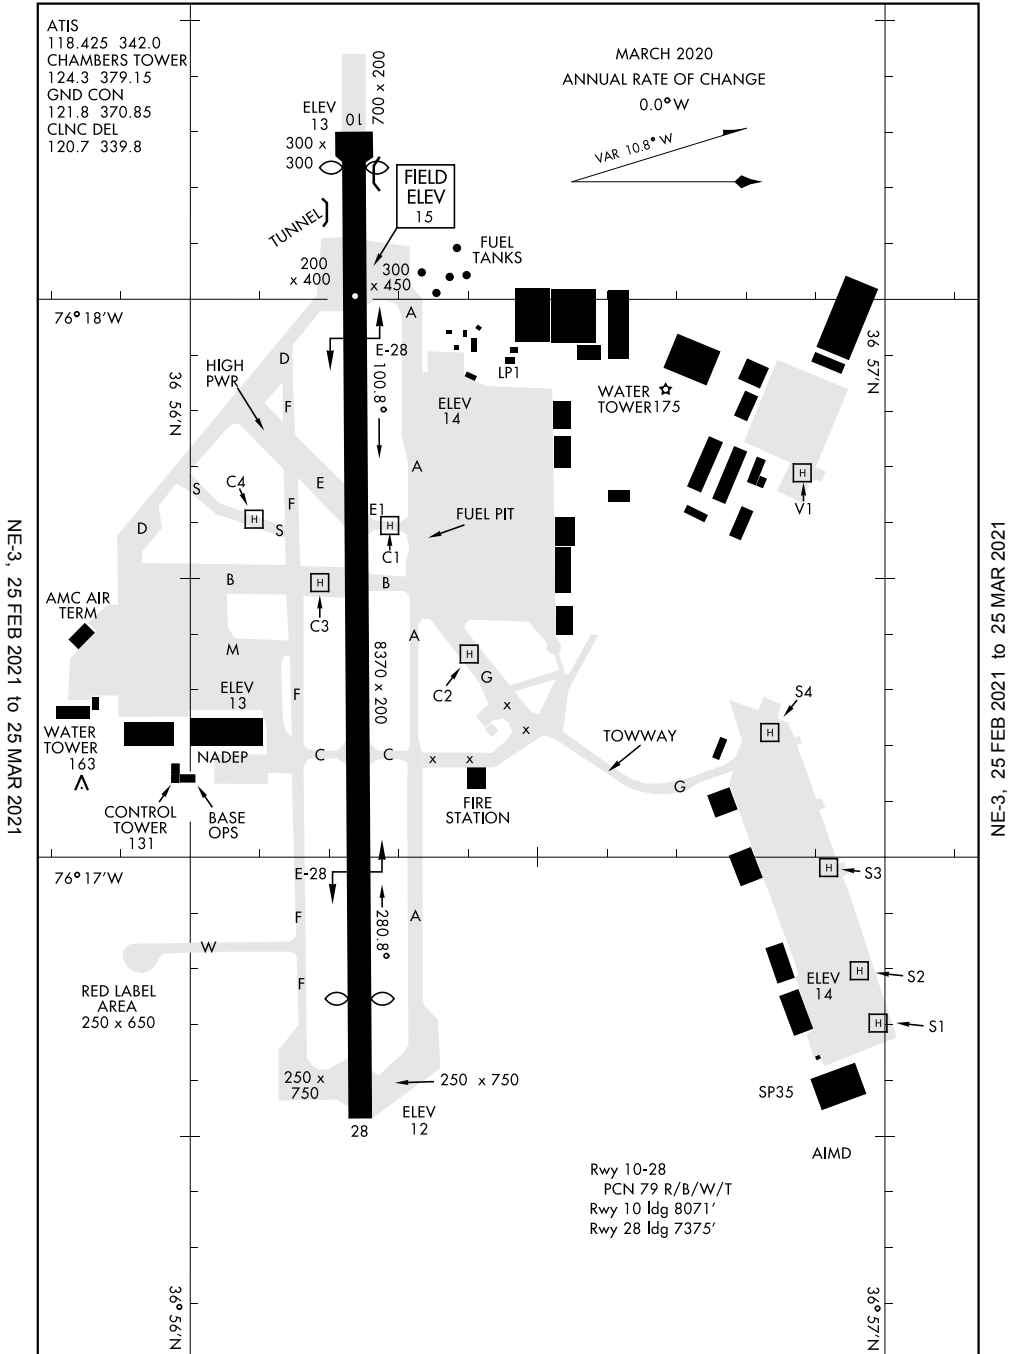 ATIS
118.425 342.0
CHAMBERS TOWER
124.3 379.15
GND CON
121.8 370.85
CLNC DEL
120.7 339.8
MARCH 2020
ANNUAL RATE OF CHANGE
0.0° W
VAR 10.8° W
700 x 200
ELEV
13
10
300 x
300
FIELD
ELEV
15
TUNNEL
FUEL
TANKS
200
x 400
300
x 450
76° 18'W
36 57'N
36 56'N
A
E-28
D
HIGH
PWR
100.8°
LP1
WATER
TOWER 175
F
ELEV
14
A
E
S
C4
H
F
S
D
E1
H
C1
FUEL PIT
H
V1
B
H
B
C3
AMC AIR
TERM
M
A
8370 x 200
H
C2
G
ELEV
13
F
x
x
S4
H
WATER
TOWER
163
NADEP
C
C
x
x
TOWWAY
G
CONTROL
TOWER
131
BASE
OPS
FIRE
STATION
76° 17'W
E-28
H
S3
280.8°
F
A
W
RED LABEL
AREA
250 x 650
F
ELEV
14
H
S2
H
S1
250 x
750
250 x 750
ELEV
12
28
SP35
AIMD
Rwy 10-28
PCN 79 R/B/W/T
Rwy 10 ldg 8071'
Rwy 28 ldg 7375'
36° 56'N
36° 57'N
NE-3, 25 FEB 2021 to 25 MAR 2021
NE-3, 25 FEB 2021 to 25 MAR 2021